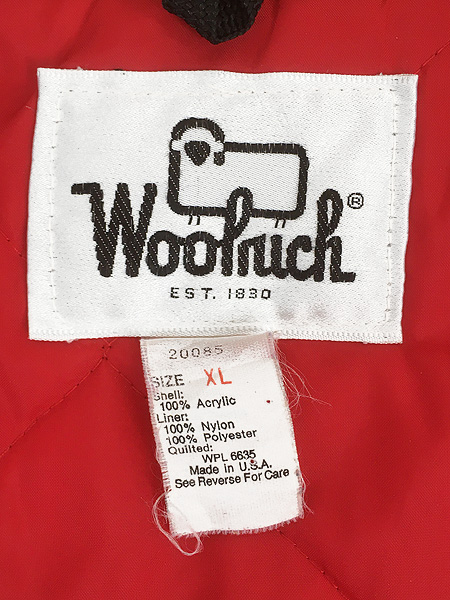 Woolrich®
EST. 1830
20085
SIZE XL
Shell:
100% Acrylic
Liner:
100% Nylon
100% Polyester
Quilted:
WPL 6635
Made in U.S.A.
See Reverse For Care